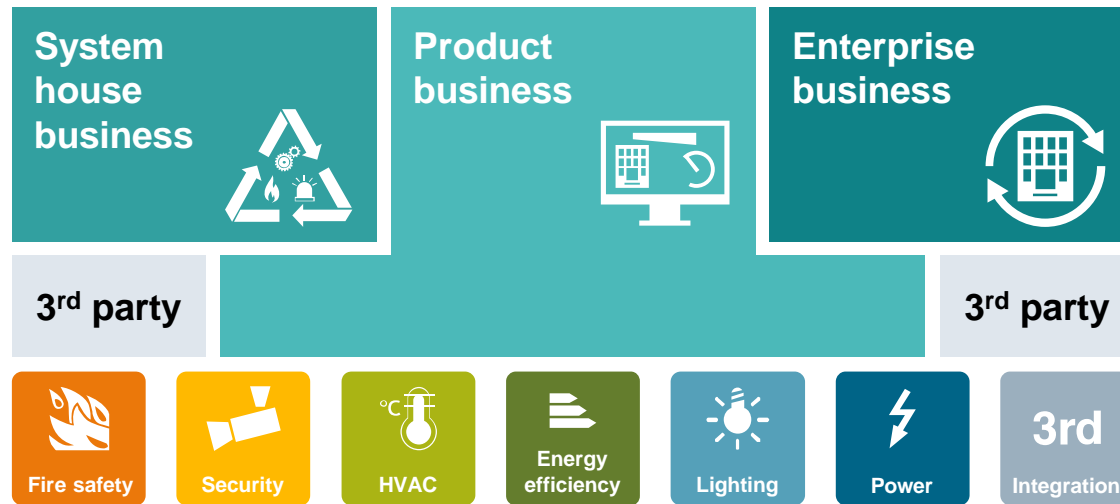 System
house
business
Product
business
Enterprise
business
3rd party
3rd party
°C
Fire safety
Security
HVAC
Energy
efficiency
Lighting
Power
3rd
Integration